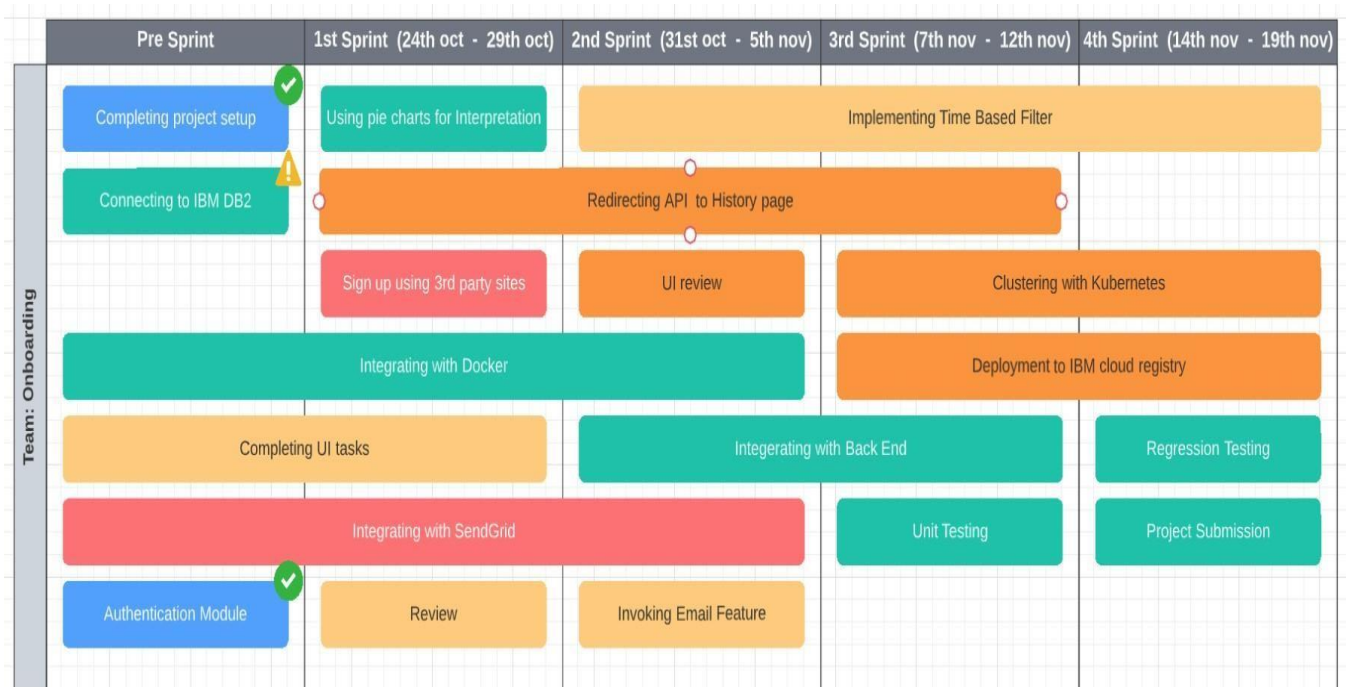 Pre Sprint
1st Sprint (24th oct - 29th oct)
2nd Sprint (31st oct - 5th nov)
3rd Sprint (7th nov - 12th nov)
4th Sprint (14th nov - 19th nov)
Team: Onboarding
Completing project setup
Using pie charts for Interpretation
Implementing Time Based Filter
Connecting to IBM DB2
Redirecting API to History page
Sign up using 3rd party sites
UI review
Clustering with Kubernetes
Integrating with Docker
Deployment to IBM cloud registry
Completing UI tasks
Integerating with Back End
Regression Testing
Integrating with SendGrid
Unit Testing
Project Submission
Authentication Module
Review
Invoking Email Feature